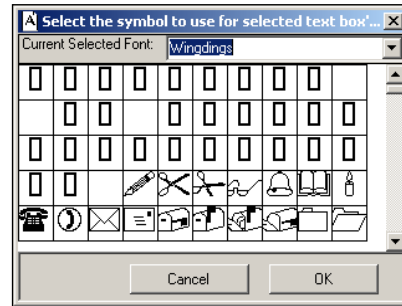 Select the symbol to use for selected text box'...
Current Selected Font: Wingdings
Cancel OK